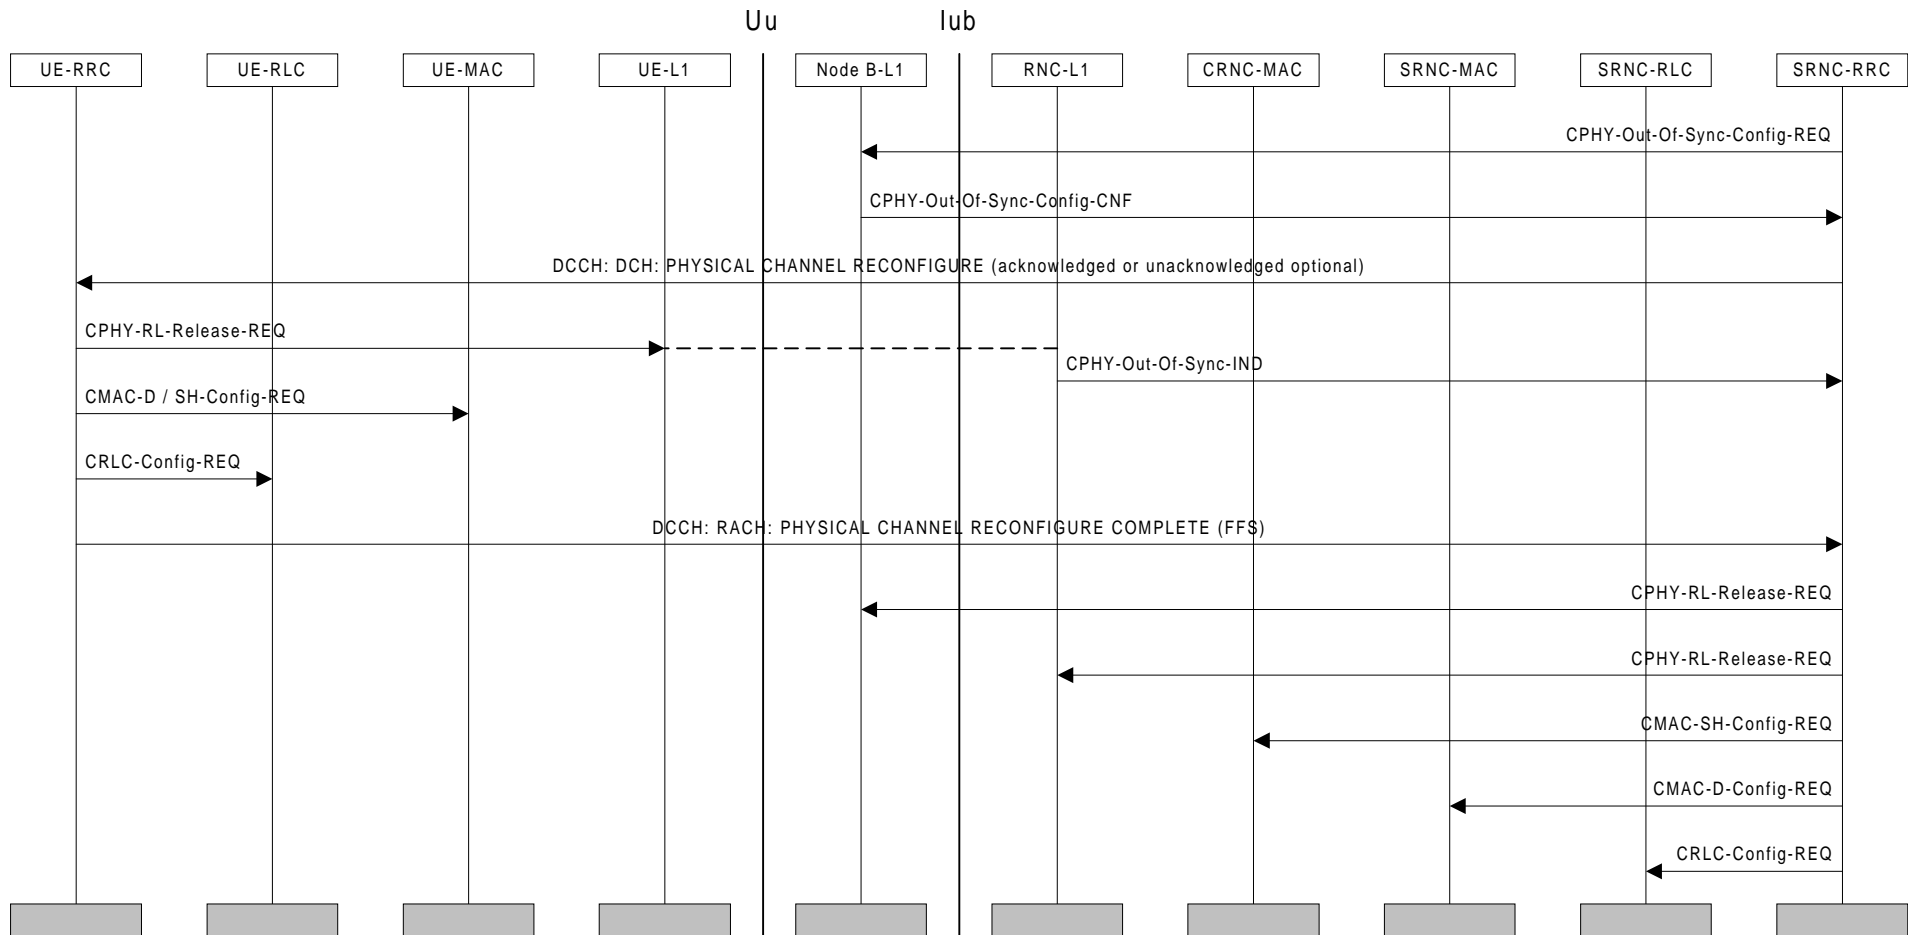 Uu Iub
UE-RRC UE-RLC UE-MAC UE-L1 Node B-L1 RNC-L1 CRNC-MAC SRNC-MAC SRNC-RLC SRNC-RRC
CPHY-Out-Of-Sync-Config-REQ
CPHY-Out-Of-Sync-Config-CNF
DCCH: DCH: PHYSICAL CHANNEL RECONFIGURE (acknowledged or unacknowledged optional)
CPHY-RL-Release-REQ
CPHY-Out-Of-Sync-IND
CMAC-D / SH-Config-REQ
CRLC-Config-REQ
DCCH: RACH: PHYSICAL CHANNEL RECONFIGURE COMPLETE (FFS)
CPHY-RL-Release-REQ
CPHY-RL-Release-REQ
CMAC-SH-Config-REQ
CMAC-D-Config-REQ
CRLC-Config-REQ